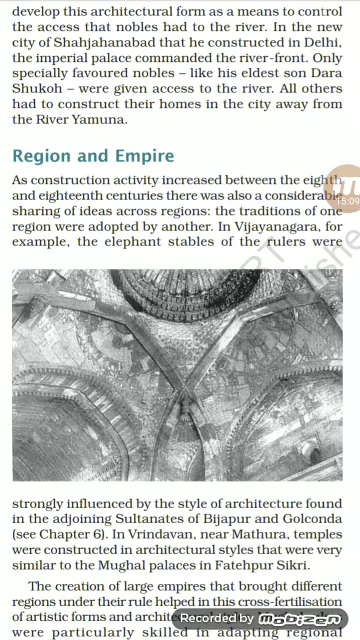 develop this architectural form as a means to control
the access that nobles had to the river. In the new
city of Shahjahanabad that he constructed in Delhi,
the imperial palace commanded the river-front. Only
specially favoured nobles – like his eldest son Dara
Shukoh – were given access to the river. All others
had to construct their homes in the city away from
the River Yamuna.
Region and Empire
As construction activity increased between the eighth
and eighteenth centuries there was also a considerable
sharing of ideas across regions: the traditions of one
region were adopted by another. In Vijayanagara, for
example, the elephant stables of the rulers were
15:09
strongly influenced by the style of architecture found
in the adjoining Sultanates of Bijapur and Golconda
(see Chapter 6). In Vrindavan, near Mathura, temples
were constructed in architectural styles that were very
similar to the Mughal palaces in Fatehpur Sikri.
The creation of large empires that brought different
regions under their rule helped in this cross-fertilisation
of artistic forms and
were particularly skilled in adapting regional
Recorded by mobizen